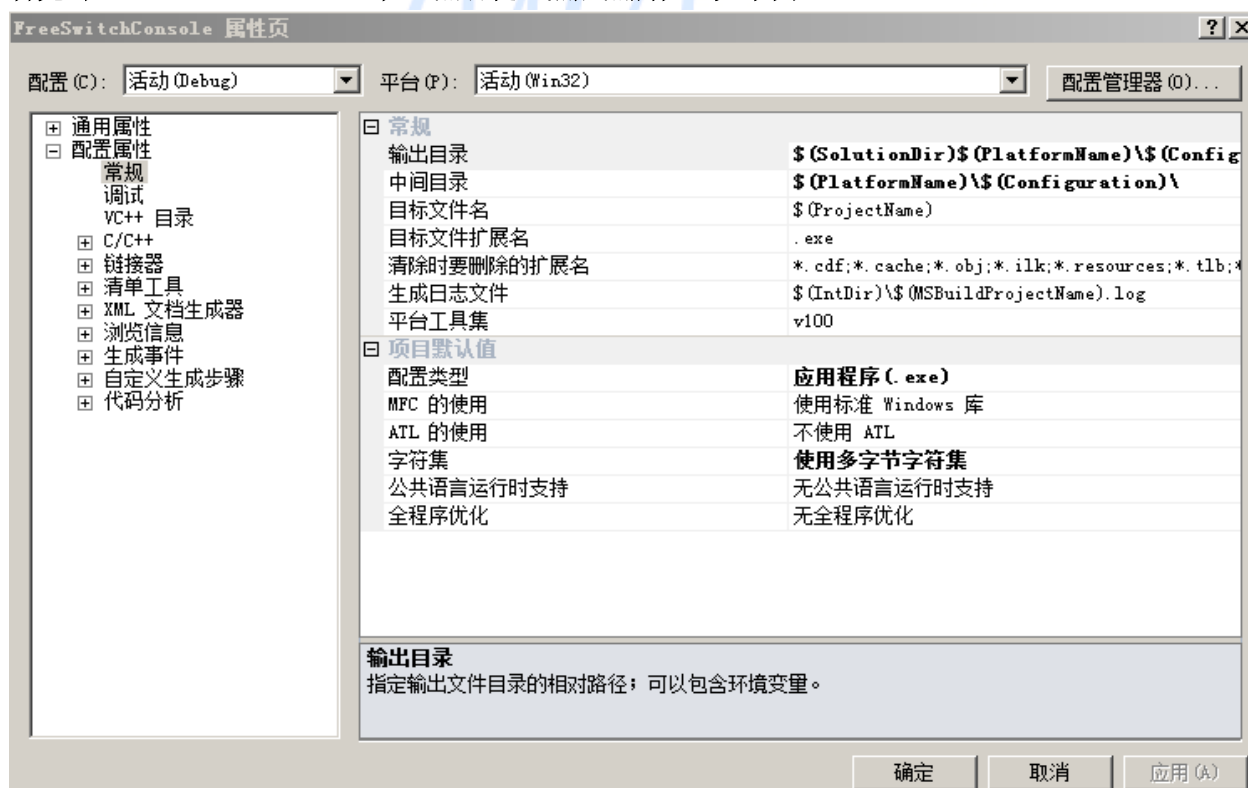 FreeSwitchConsole 属性页
配置(C): 活动(Debug) 平台(P): 活动(Win32) 配置管理器(O)...
通用属性
配置属性
常规
调试
VC++ 目录
C/C++
链接器
清单工具
XML 文档生成器
浏览信息
生成事件
自定义生成步骤
代码分析
常规
输出目录 $(SolutionDir)$(PlatformName)\$(Config
中间目录 $(PlatformName)\$(Configuration)\
目标文件名 $(ProjectName)
目标文件扩展名 .exe
清除时要删除的扩展名 *.cdf;*.cache;*.obj;*.ilk;*.resources;*.tlb;*
生成日志文件 $(IntDir)\$(MSBuildProjectName).log
平台工具集 v100
项目默认值
配置类型 应用程序(.exe)
MFC 的使用 使用标准 Windows 库
ATL 的使用 不使用 ATL
字符集 使用多字节字符集
公共语言运行时支持 无公共语言运行时支持
全程序优化 无全程序优化
输出目录
指定输出文件目录的相对路径；可以包含环境变量。
确定 取消 应用(A)